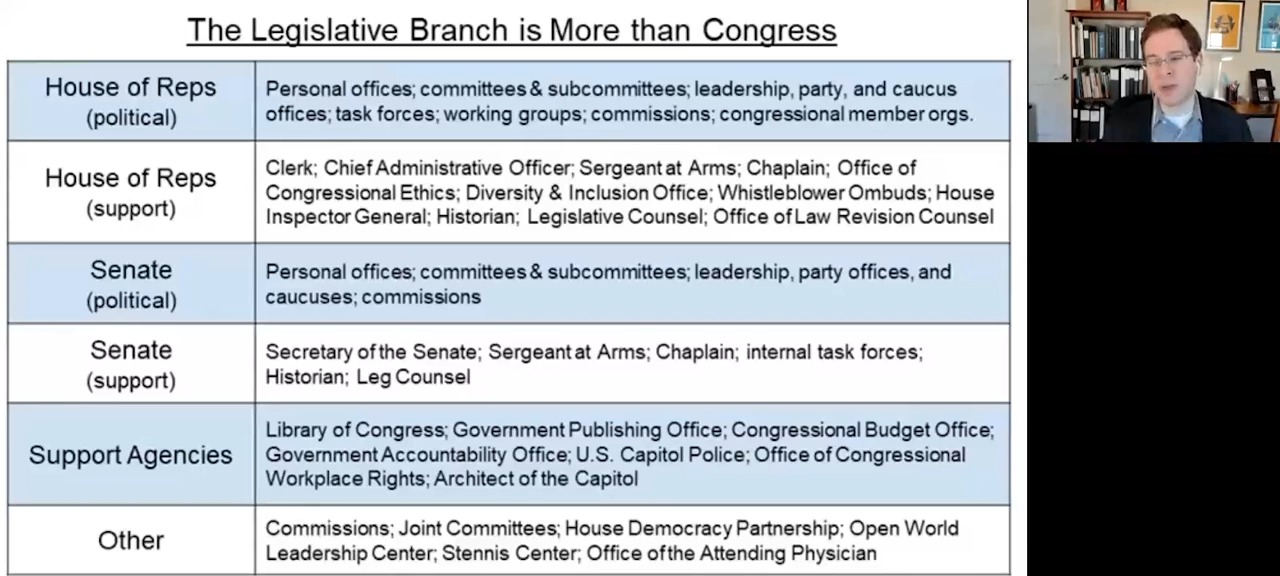 The Legislative Branch is More than Congress
House of Reps
(political)
Personal offices; committees & subcommittees; leadership, party, and caucus
offices; task forces; working groups; commissions; congressional member orgs.
House of Reps
(support)
Clerk; Chief Administrative Officer; Sergeant at Arms; Chaplain; Office of
Congressional Ethics; Diversity & Inclusion Office; Whistleblower Ombuds; House
Inspector General; Historian; Legislative Counsel; Office of Law Revision Counsel
Senate
(political)
Personal offices; committees & subcommittees; leadership, party offices, and
caucuses; commissions
Senate
(support)
Secretary of the Senate; Sergeant at Arms; Chaplain; internal task forces;
Historian; Leg Counsel
Support Agencies
Library of Congress; Government Publishing Office; Congressional Budget Office;
Government Accountability Office; U.S. Capitol Police; Office of Congressional
Workplace Rights; Architect of the Capitol
Other
Commissions; Joint Committees; House Democracy Partnership; Open World
Leadership Center; Stennis Center; Office of the Attending Physician